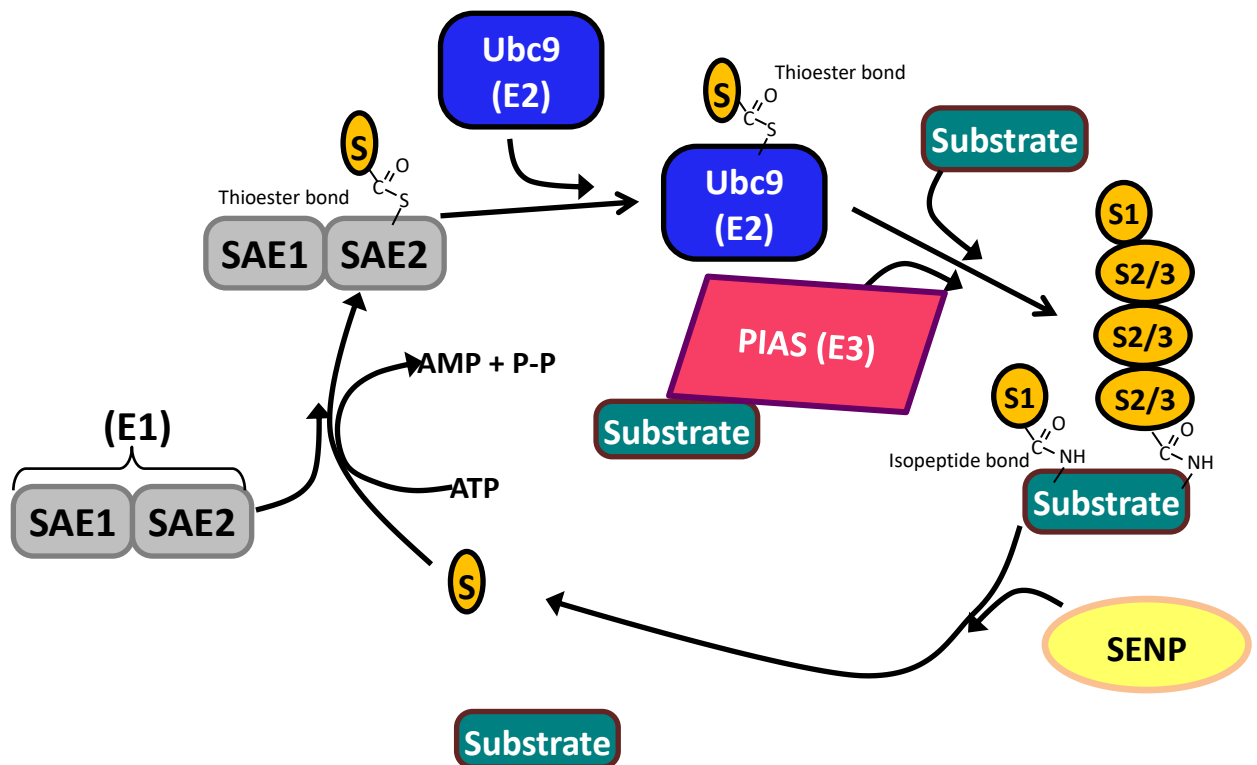 Ubc9
(E2)
Thioester bond
S
C
O
S
Ubc9
(E2)
Substrate
S
C
O
S
Thioester bond
SAE1
SAE2
S1
S2/3
S2/3
S2/3
C
O
NH
PIAS (E3)
Substrate
AMP + P-P
ATP
(E1)
SAE1
SAE2
S
S1
C
O
NH
Isopeptide bond
Substrate
SENP
Substrate